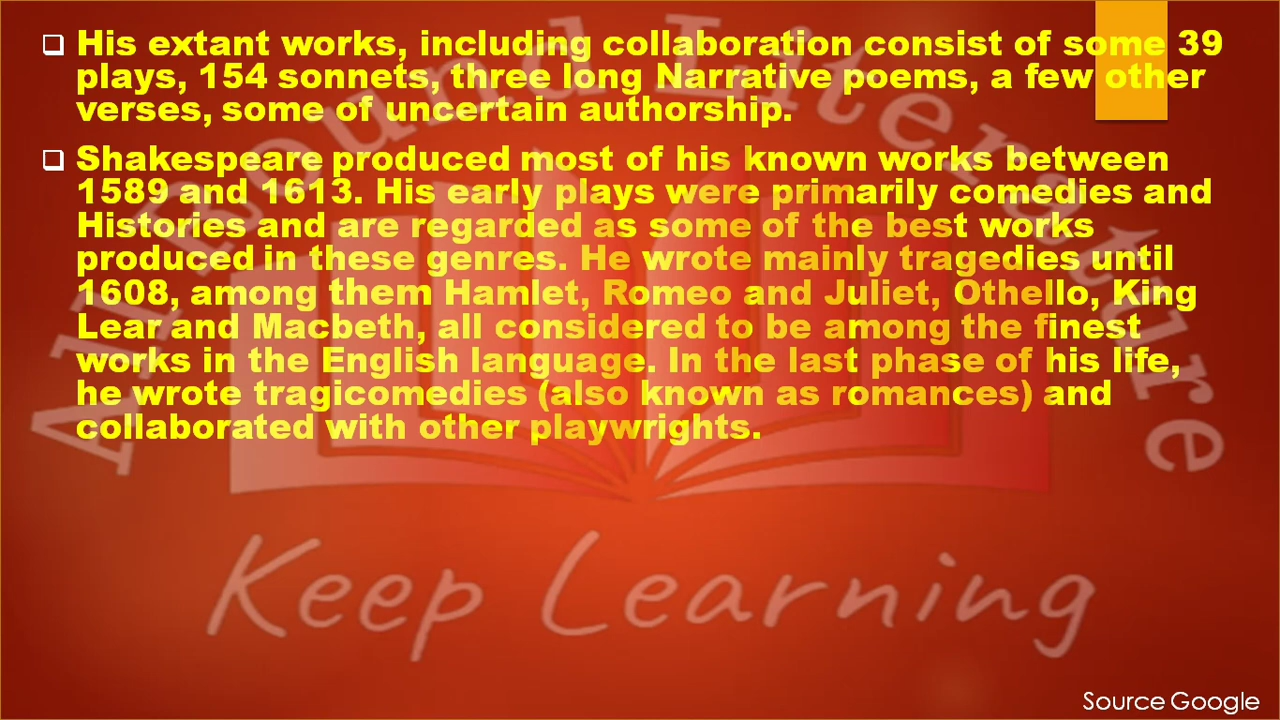 His extant works, including collaboration consist of some 39
plays, 154 sonnets, three long Narrative poems, a few other
verses, some of uncertain authorship.
Shakespeare produced most of his known works between
1589 and 1613. His early plays were primarily comedies and
Histories and are regarded as some of the best works
produced in these genres. He wrote mainly tragedies until
1608, among them Hamlet, Romeo and Juliet, Othello, King
Lear and Macbeth, all considered to be among the finest
works in the English language. In the last phase of his life,
he wrote tragicomedies (also known as romances) and
collaborated with other playwrights.
All Round Literature
Keep Learning
Source Google